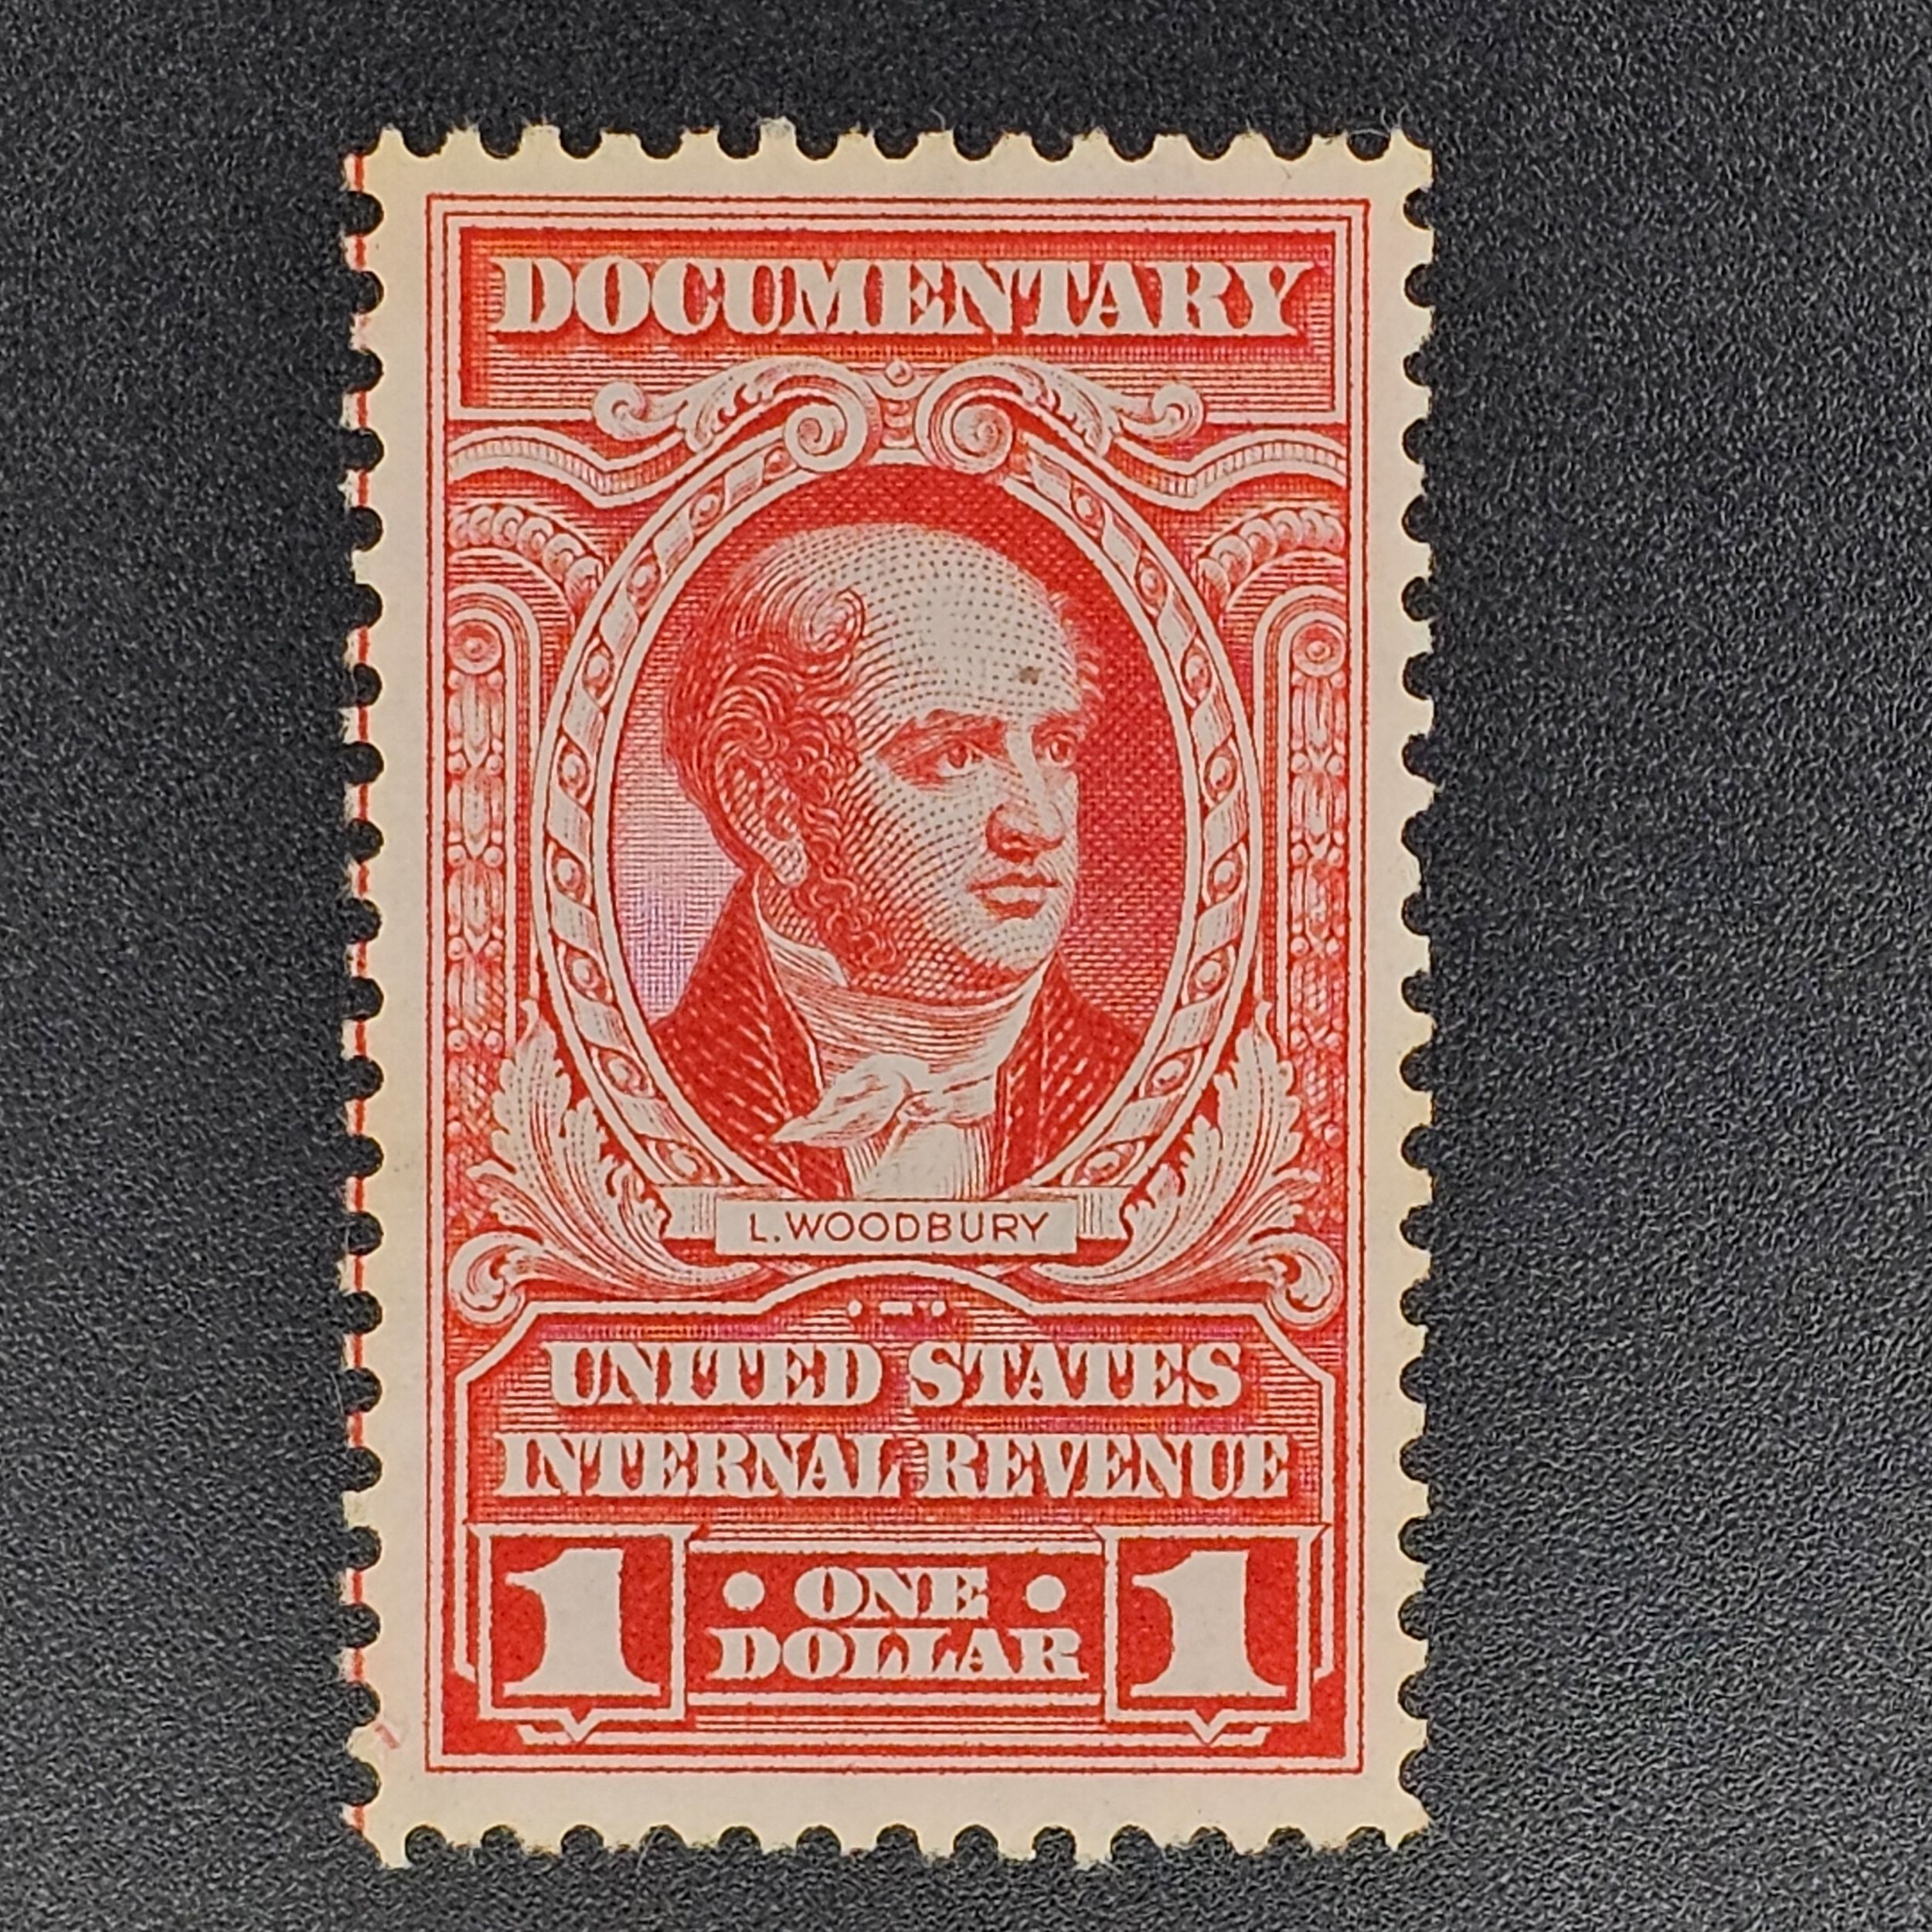 DOCUMENTARY
L.WOODBURY
UNITED STATES
INTERNAL REVENUE
1 • ONE • 1
DOLLAR